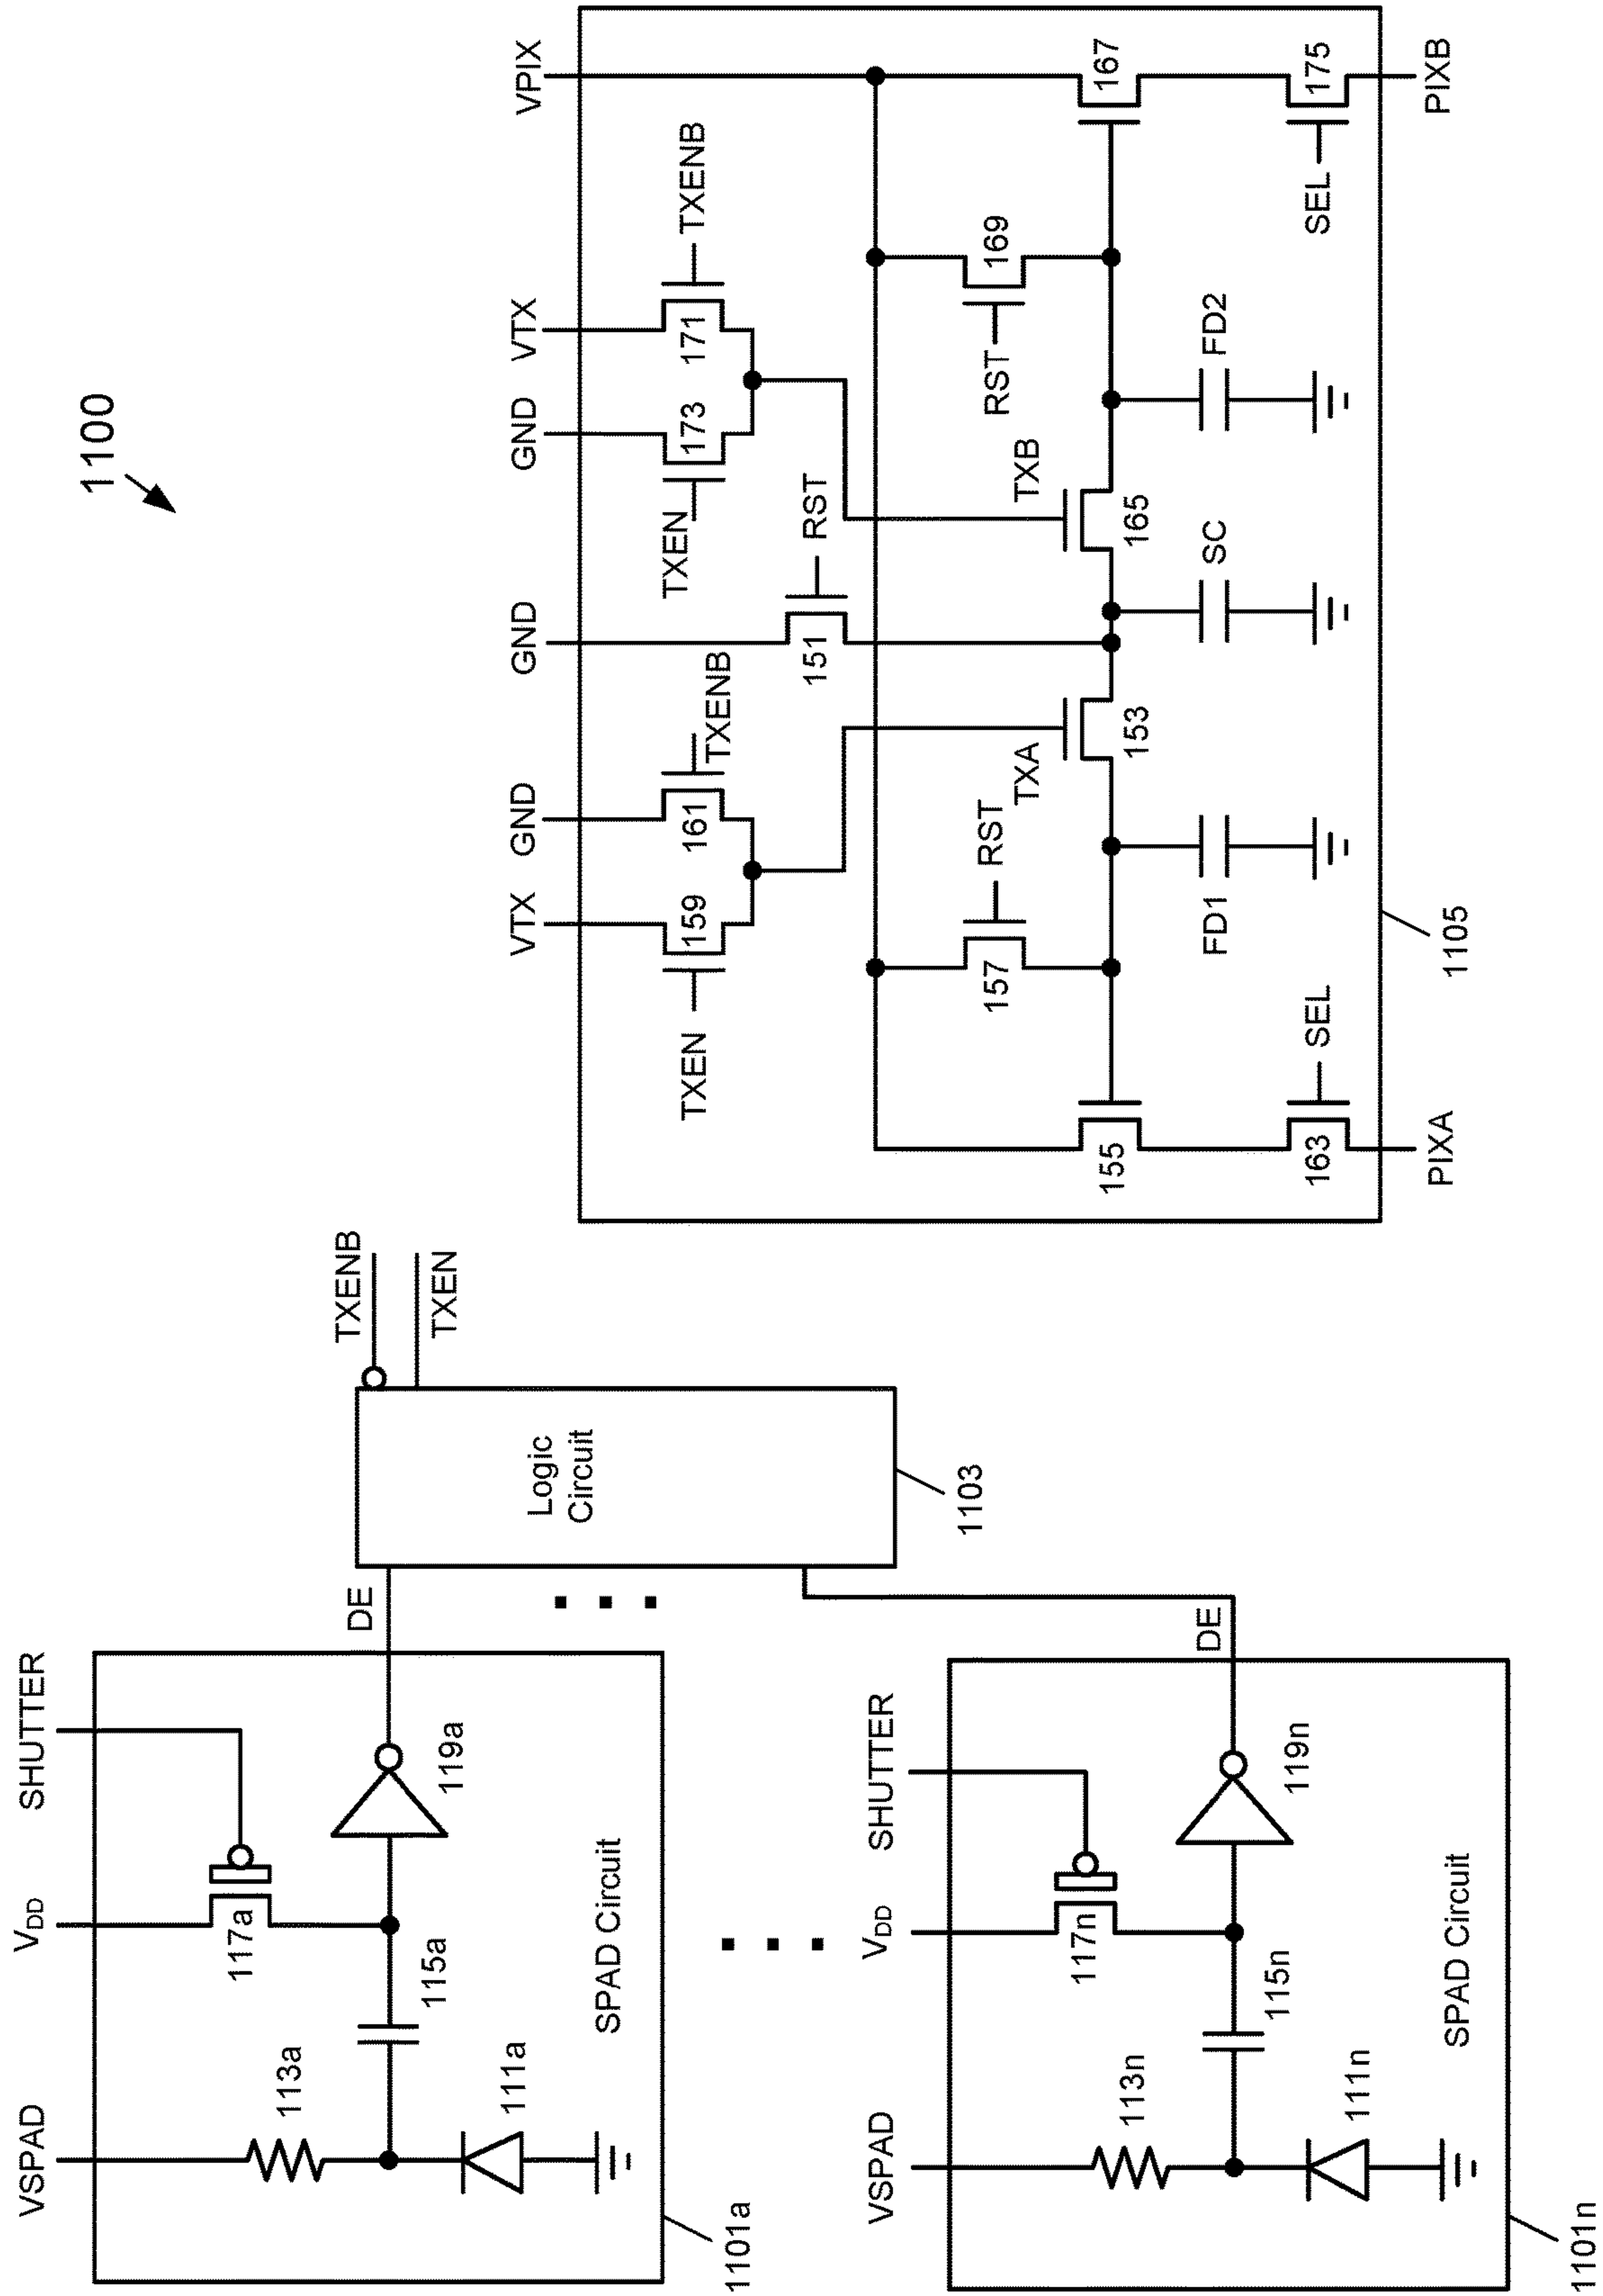 1100
VSPAD
VDD
SHUTTER
113a
117a
115a
111a
119a
SPAD Circuit
1101a
DE
VSPAD
VDD
SHUTTER
113n
117n
115n
111n
119n
SPAD Circuit
1101n
DE
Logic
Circuit
1103
TXENB
TXEN
VTX
GND
GND
GND
VTX
VPIX
TXEN
159
161
TXENB
151
RST
TXEN
173
171
TXENB
157
RST
TXA
TXB
RST
169
155
153
165
167
FD1
SC
FD2
163
SEL
SEL
175
PIXA
PIXB
1105